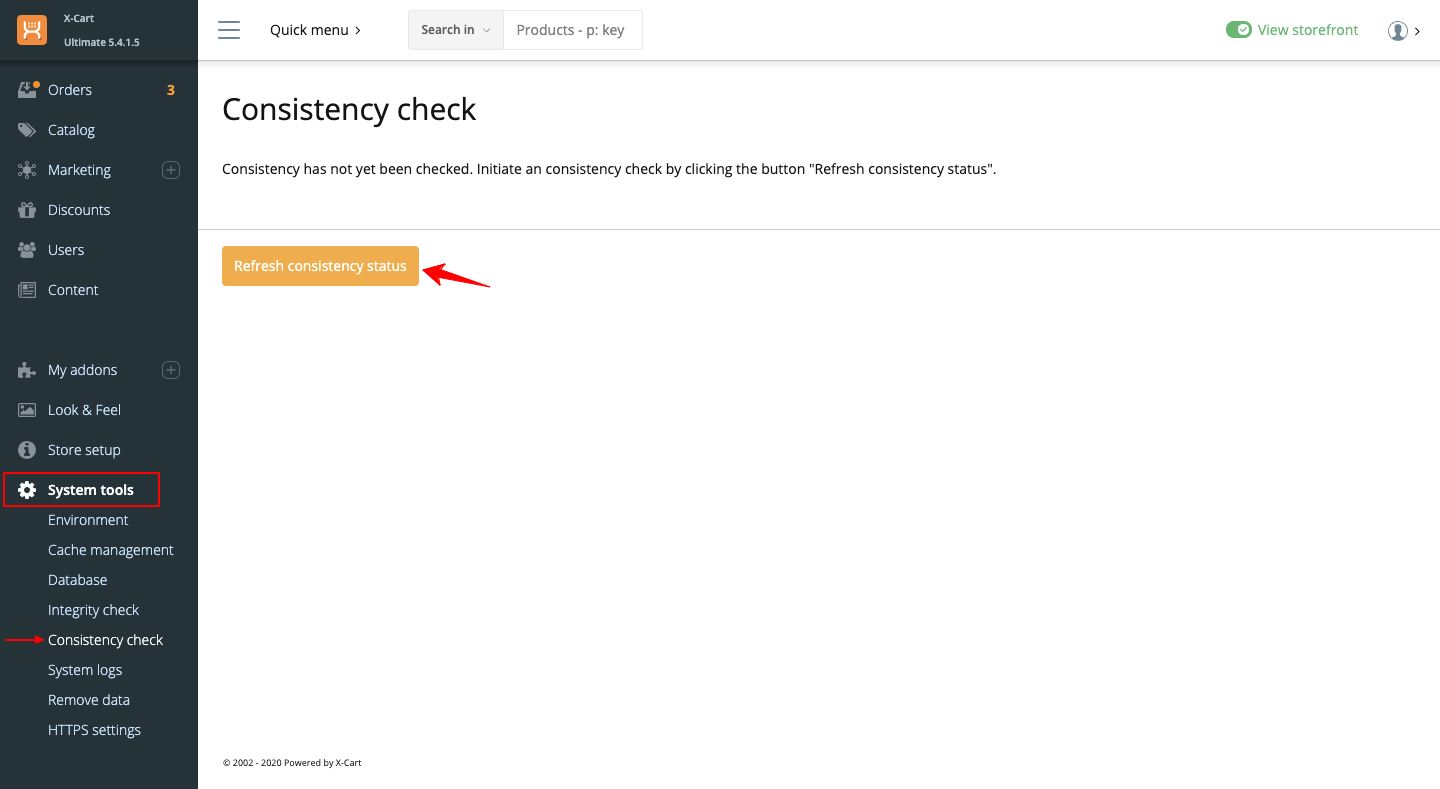 X-Cart
Ultimate 5.4.1.5
Quick menu
Search in
Products - p: key
View storefront
Orders 3
Catalog
Marketing
Discounts
Users
Content
My addons
Look & Feel
Store setup
System tools
Environment
Cache management
Database
Integrity check
Consistency check
System logs
Remove data
HTTPS settings
Consistency check
Consistency has not yet been checked. Initiate an consistency check by clicking the button "Refresh consistency status".
Refresh consistency status
© 2002 - 2020 Powered by X-Cart